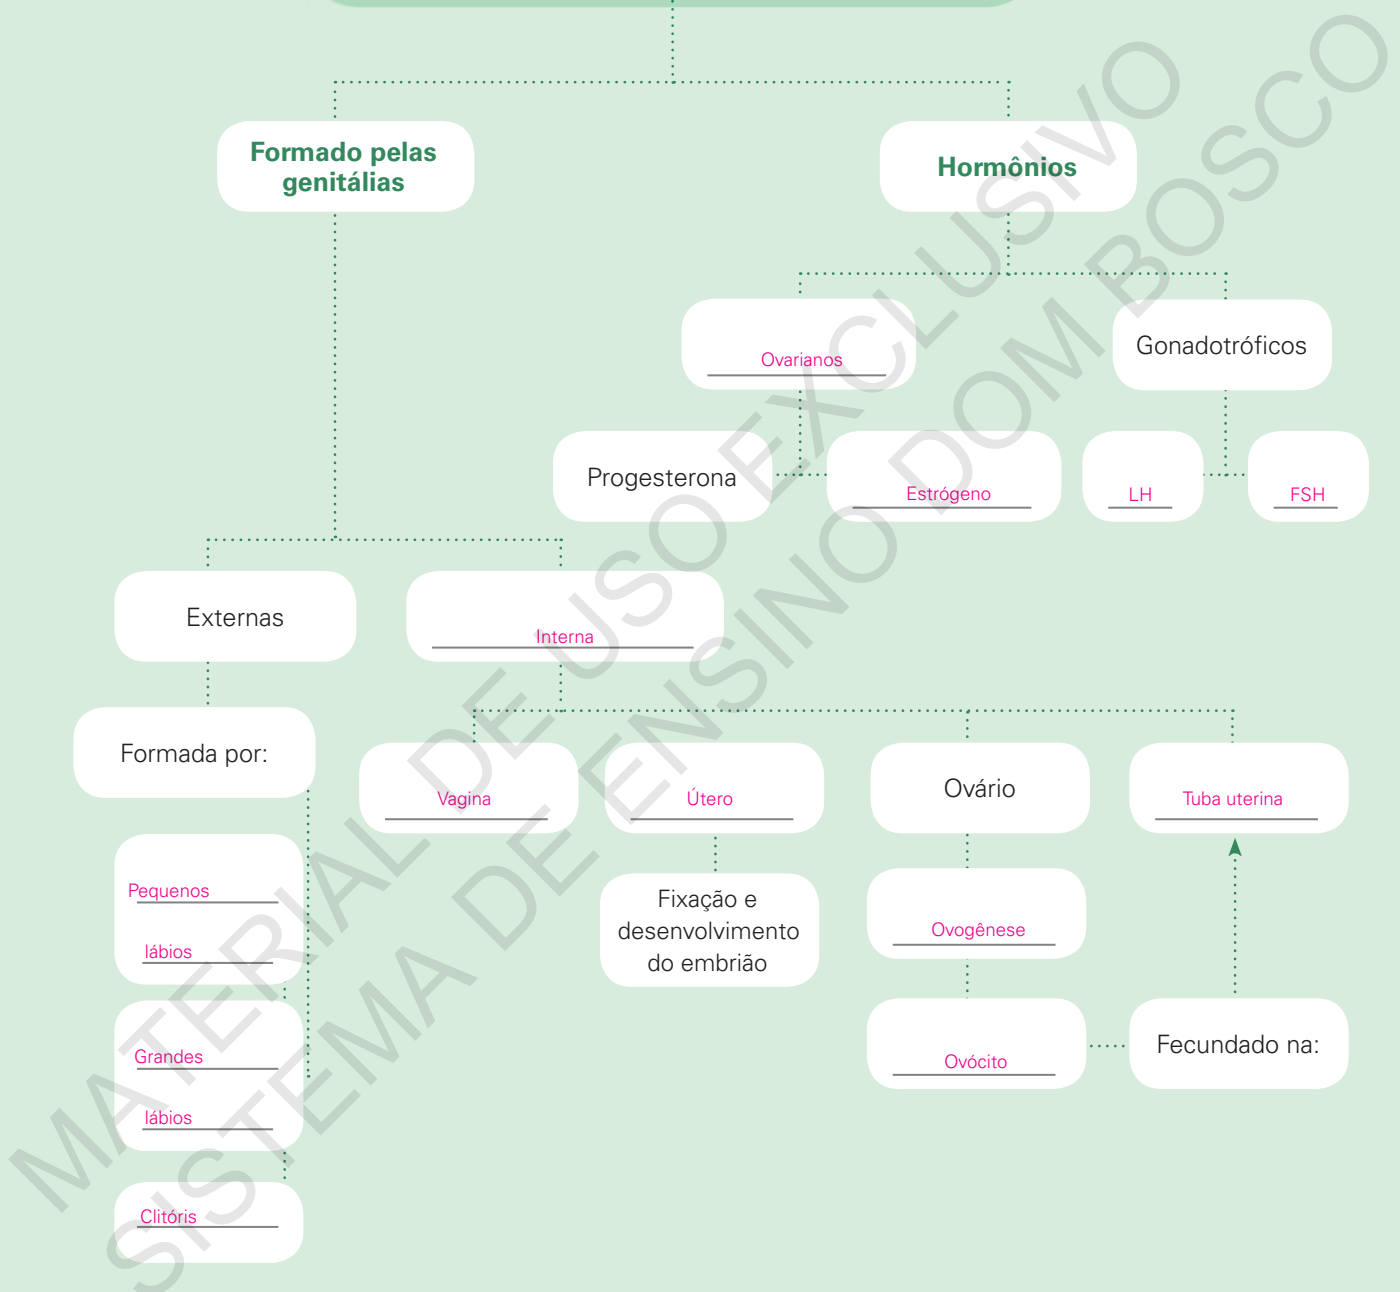 Formado pelas
genitálias
Hormônios
Ovarianos
Gonadotróficos
Progesterona
Estrógeno
LH
FSH
Externas
Interna
Formada por:
Vagina
Útero
Ovário
Tuba uterina
Pequenos
lábios
Fixação e
desenvolvimento
do embrião
Ovogênese
Grandes
lábios
Ovócito
Fecundado na:
Clitóris
MATERIAL DE USO EXCLUSIVO
SISTEMA DE ENSINO DOM BOSCO